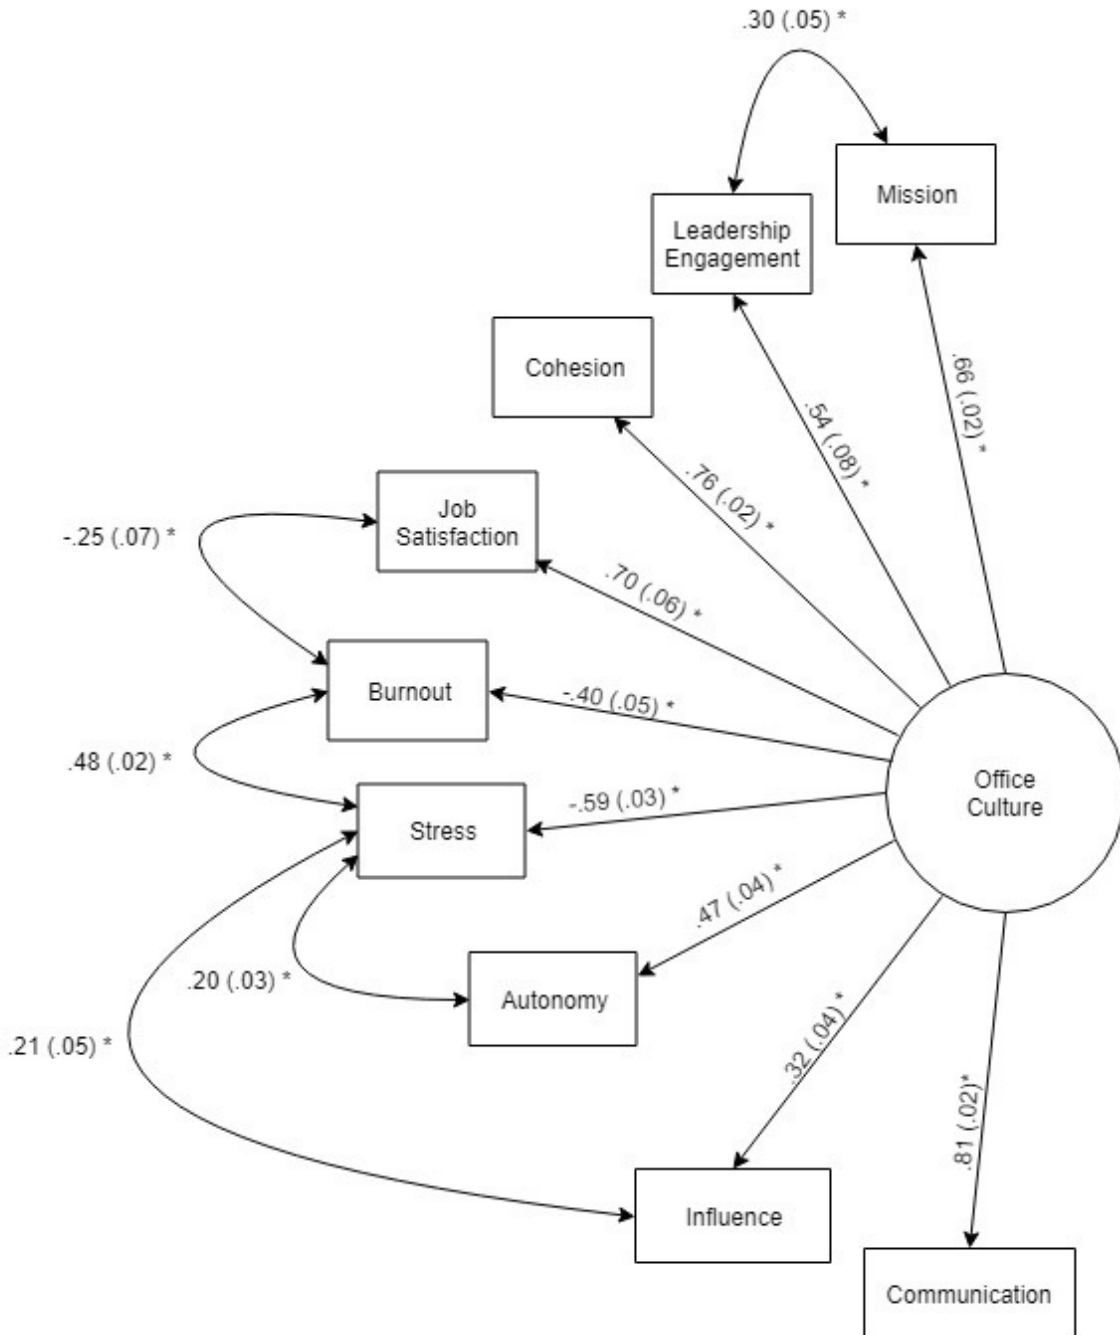 .30 (.05) *
Mission
Leadership
Engagement
.66 (.02) *
Cohesion
.54 (.08) *
.76 (.02) *
Job
Satisfaction
-.25 (.07) *
.70 (.06) *
Burnout
-.40 (.05) *
.48 (.02) *
Office
Culture
-.59 (.03) *
Stress
.47 (.04) *
.20 (.03) *
Autonomy
.21 (.05) *
.32 (.04) *
.81 (.02)*
Influence
Communication